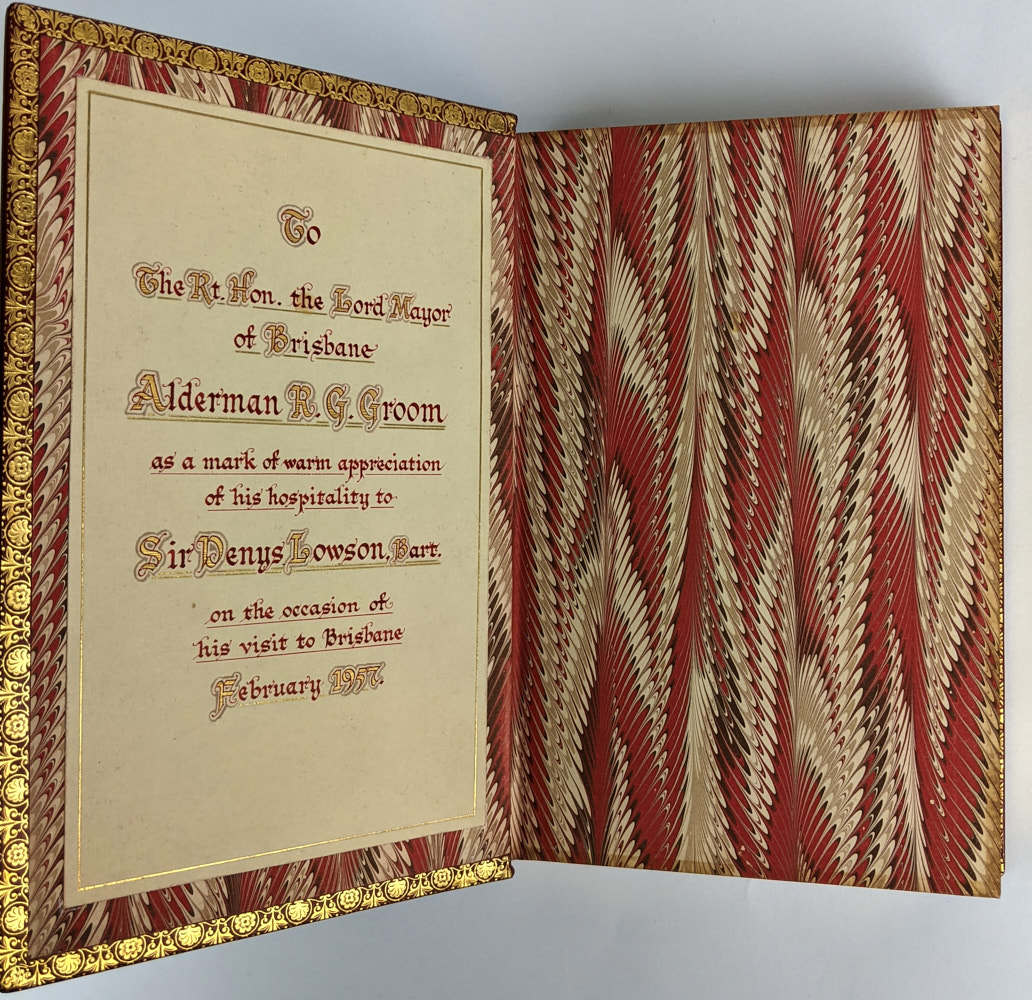 To
The Rt. Hon. the Lord Mayor
of Brisbane
Alderman R. G. Groom
as a mark of warm appreciation
of his hospitality to
Sir Denys Lowson, Bart.
on the occasion of
his visit to Brisbane
February 1957.